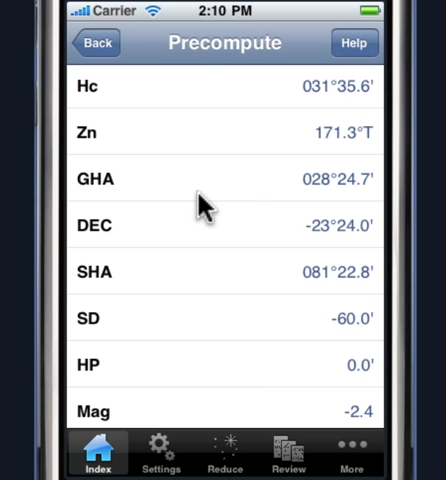 Carrier 2:10 PM
Back Precompute Help
Hc 031°35.6'
Zn 171.3°T
GHA 028°24.7'
DEC -23°24.0'
SHA 081°22.8'
SD -60.0'
HP 0.0'
Mag -2.4
Index Settings Reduce Review More